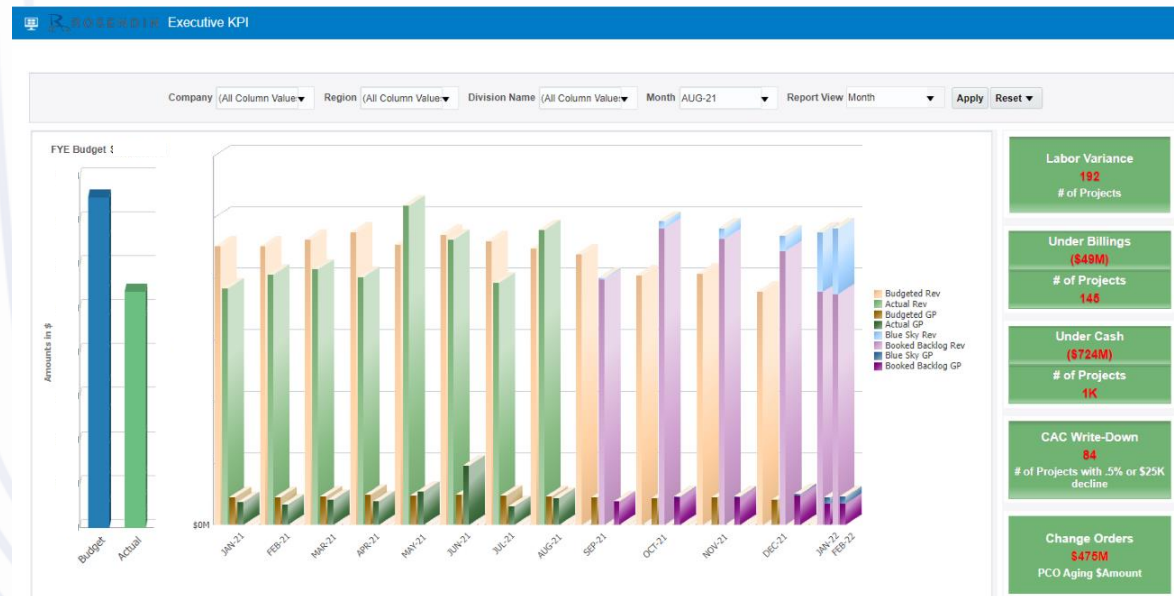 Executive KPI
Company (All Column Value: Region (All Column Value: Division Name (All Column Value: Month AUG-21 Report View Month Apply Reset
FYE Budget $
Amounts in $
Budget
Actual
$0M
JAN-21
FEB-21
MAR-21
APR-21
MAY-21
JUN-21
JUL-21
AUG-21
SEP-21
OCT-21
NOV-21
DEC-21
JAN-22
FEB-22
Budgeted Rev
Actual Rev
Budgeted GP
Actual GP
Blue Sky Rev
Booked Backlog Rev
Blue Sky GP
Booked Backlog GP
Labor Variance
192
# of Projects
Under Billings
($49M)
# of Projects
145
Under Cash
($724M)
# of Projects
1K
CAC Write-Down
84
# of Projects with .5% or $25K
decline
Change Orders
$475M
PCO Aging $Amount